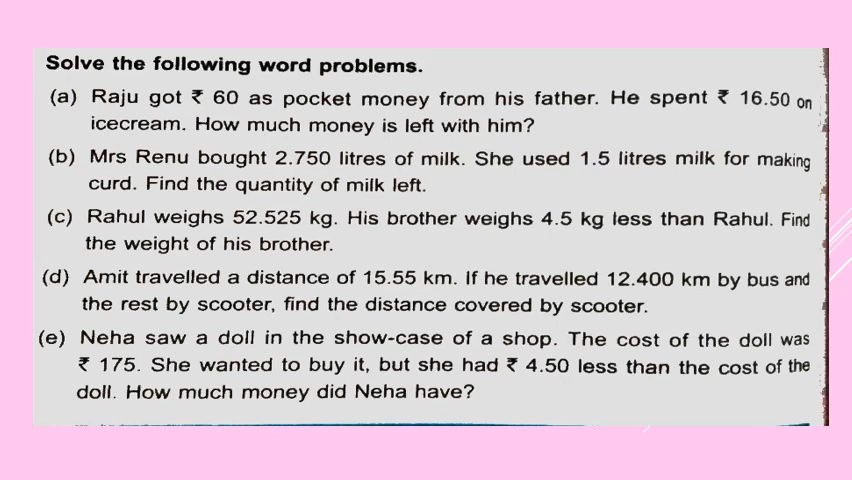 Solve the following word problems.
(a) Raju got ₹ 60 as pocket money from his father. He spent ₹ 16.50 on
icecream. How much money is left with him?
(b) Mrs Renu bought 2.750 litres of milk. She used 1.5 litres milk for making
curd. Find the quantity of milk left.
(c) Rahul weighs 52.525 kg. His brother weighs 4.5 kg less than Rahul. Find
the weight of his brother.
(d) Amit travelled a distance of 15.55 km. If he travelled 12.400 km by bus and
the rest by scooter, find the distance covered by scooter.
(e) Neha saw a doll in the show-case of a shop. The cost of the doll was
₹ 175. She wanted to buy it, but she had ₹ 4.50 less than the cost of the
doll. How much money did Neha have?